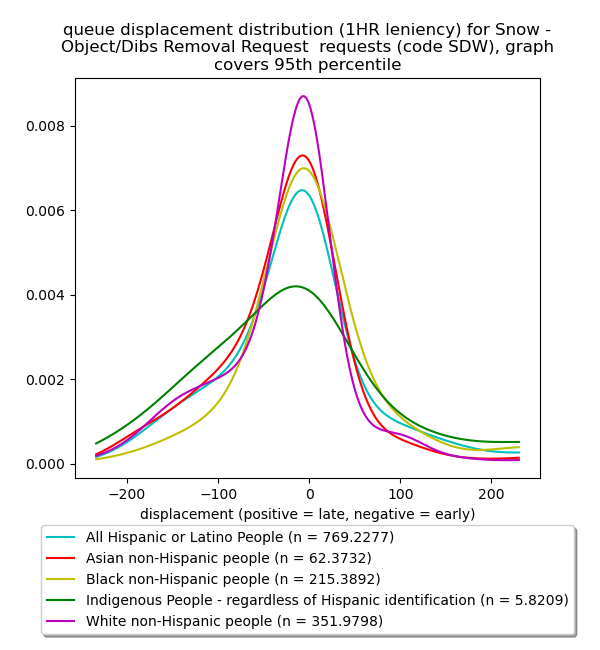 queue displacement distribution (1HR leniency) for Snow -
Object/Dibs Removal Request  requests (code SDW), graph
covers 95th percentile
0.008
0.006
0.004
0.002
0.000
−200 −100 0 100 200
displacement (positive = late, negative = early)
All Hispanic or Latino People (n = 769.2277)
Asian non-Hispanic people (n = 62.3732)
Black non-Hispanic people (n = 215.3892)
Indigenous People - regardless of Hispanic identification (n = 5.8209)
White non-Hispanic people (n = 351.9798)